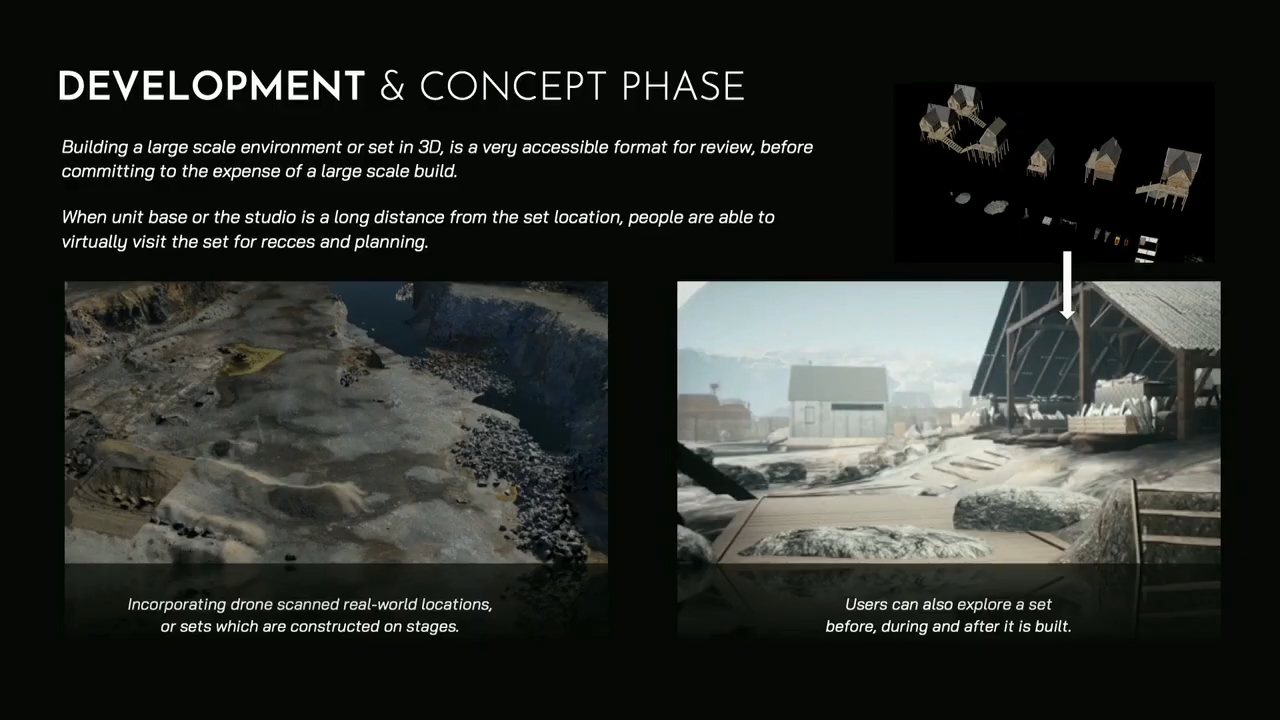 DEVELOPMENT & CONCEPT PHASE
Building a large scale environment or set in 3D, is a very accessible format for review, before
committing to the expense of a large scale build.
When unit base or the studio is a long distance from the set location, people are able to
virtually visit the set for recces and planning.
Incorporating drone scanned real-world locations,
or sets which are constructed on stages.
Users can also explore a set
before, during and after it is built.